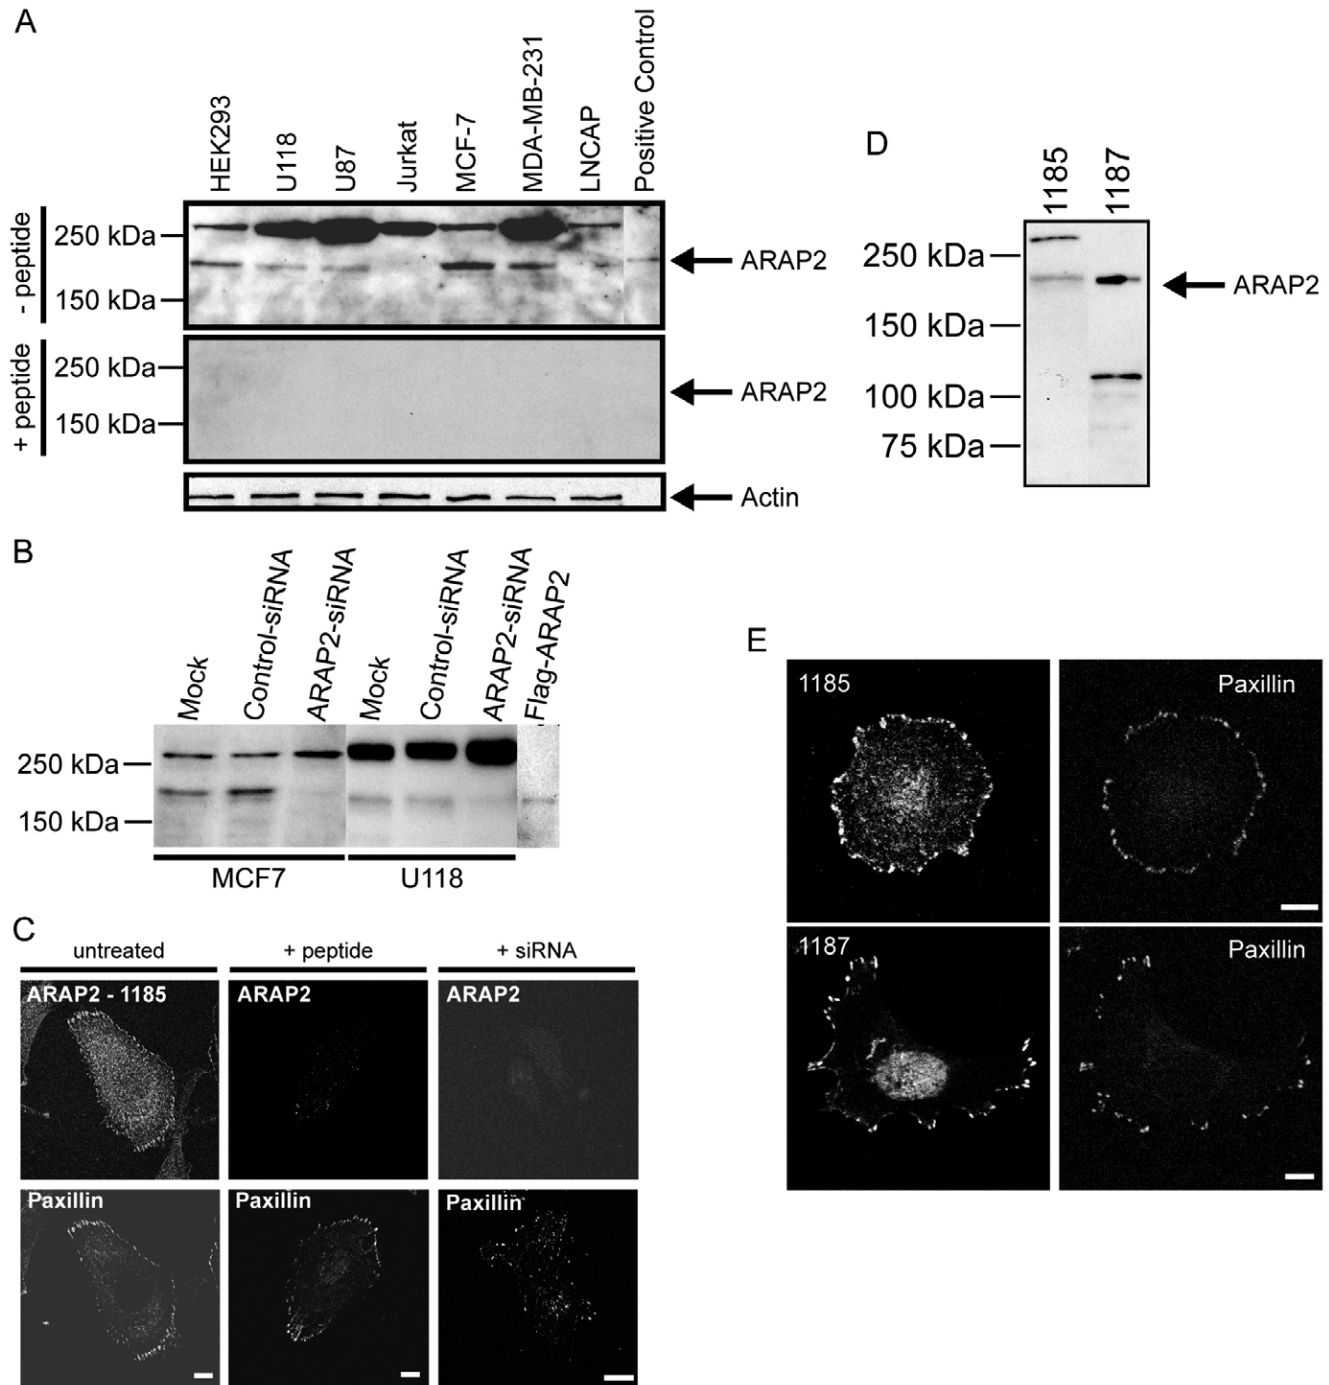 A
HEK293
U118
U87
Jurkat
MCF-7
MDA-MB-231
LNCAP
Positive Control
- peptide
250 kDa
150 kDa
ARAP2
+ peptide
250 kDa
150 kDa
ARAP2
Actin
B
Mock
Control-siRNA
ARAP2-siRNA
Mock
Control-siRNA
ARAP2-siRNA
Flag-ARAP2
250 kDa
150 kDa
MCF7
U118
C
untreated
+ peptide
+ siRNA
ARAP2 - 1185
ARAP2
ARAP2
Paxillin
Paxillin
Paxillin
D
1185
1187
250 kDa
150 kDa
100 kDa
75 kDa
ARAP2
E
1185
Paxillin
1187
Paxillin